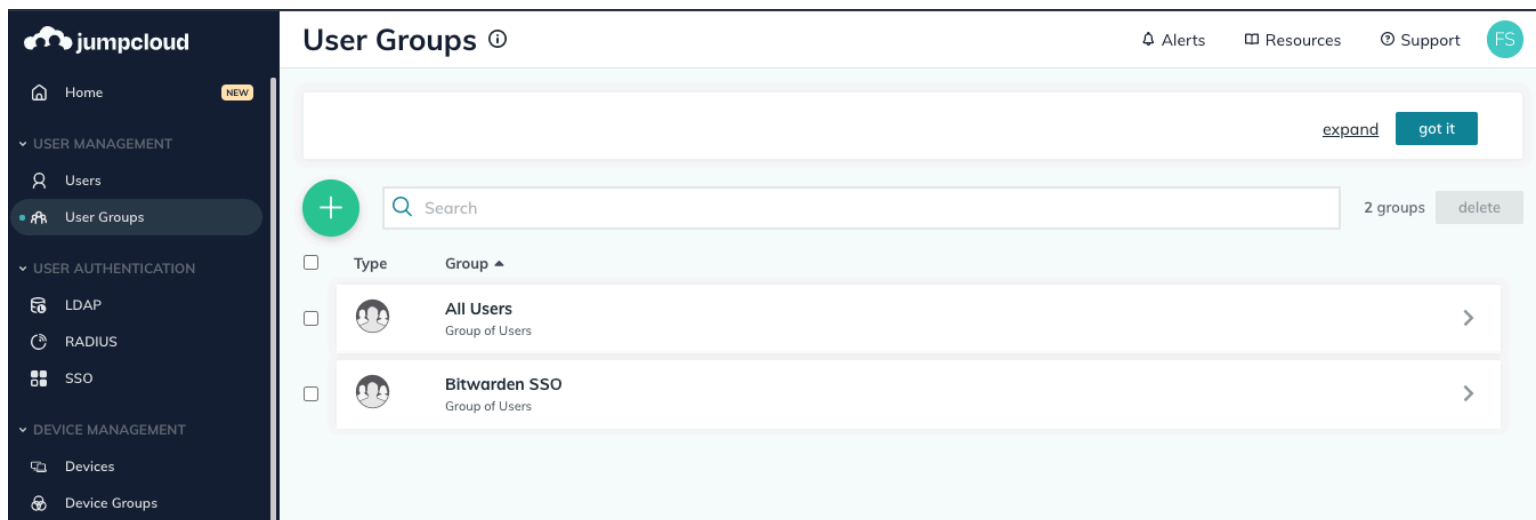 jumpcloud
Home
NEW
USER MANAGEMENT
Users
User Groups
USER AUTHENTICATION
LDAP
RADIUS
SSO
DEVICE MANAGEMENT
Devices
Device Groups
User Groups
Alerts
Resources
Support
FS
expand
got it
Search
2 groups
delete
Type
Group
All Users
Group of Users
Bitwarden SSO
Group of Users